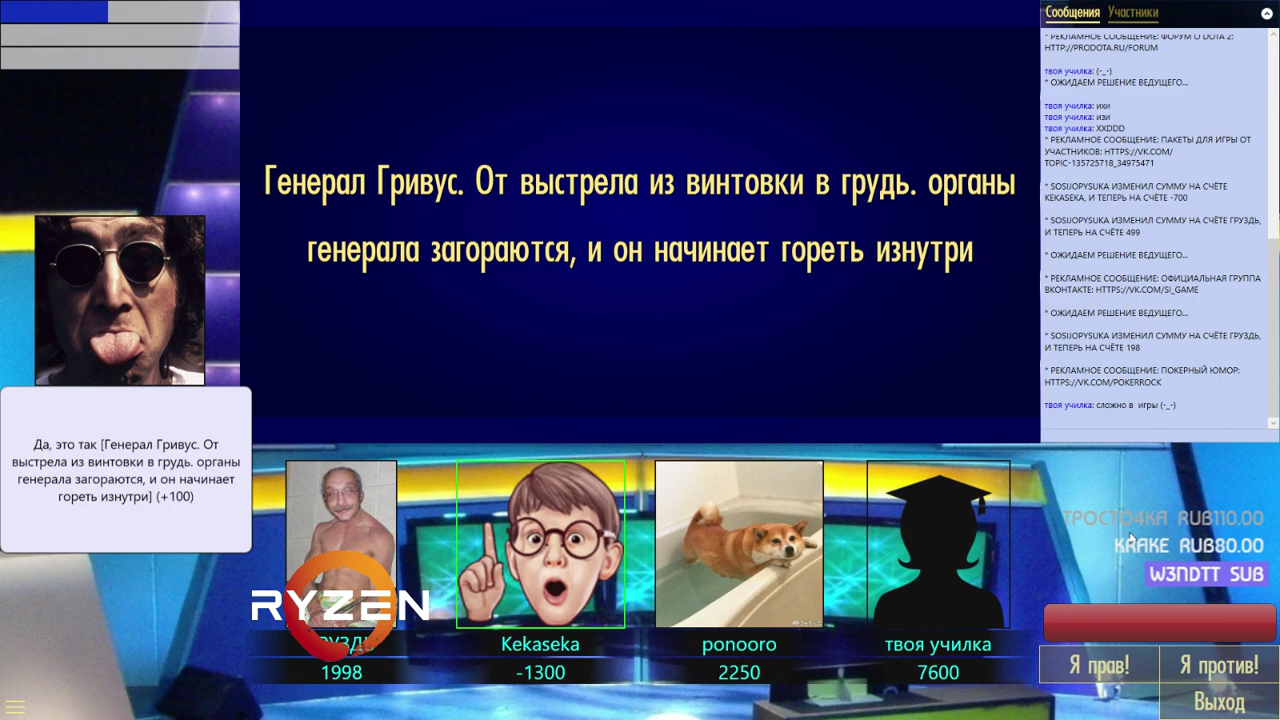 Генерал Гривус. От выстрела из винтовки в грудь. органы
генерала загораются, и он начинает гореть изнутри
Да, это так [Генерал Гривус. От
выстрела из винтовки в грудь. органы
генерала загораются, и он начинает
гореть изнутри] (+100)
Сообщения Участники
* РЕКЛАМНОЕ СООБЩЕНИЕ: ФОРУМ О DOTA 2:
HTTP://PRODOTA.RU/FORUM
твоя училка: (-_-)
* ОЖИДАЕМ РЕШЕНИЕ ВЕДУЩЕГО...
твоя училка: ихи
твоя училка: изи
твоя училка: XXDDD
* РЕКЛАМНОЕ СООБЩЕНИЕ: ПАКЕТЫ ДЛЯ ИГРЫ ОТ
УЧАСТНИКОВ: HTTPS://VK.COM/
TOPIC-135725718_34975471
* SOSIJOPYSUKA ИЗМЕНИЛ СУММУ НА СЧЁТЕ
KEKASEKA, И ТЕПЕРЬ НА СЧЁТЕ -700
* SOSIJOPYSUKA ИЗМЕНИЛ СУММУ НА СЧЁТЕ ГРУЗДЬ,
И ТЕПЕРЬ НА СЧЁТЕ 499
* ОЖИДАЕМ РЕШЕНИЕ ВЕДУЩЕГО...
* РЕКЛАМНОЕ СООБЩЕНИЕ: ОФИЦИАЛЬНАЯ ГРУППА
ВКОНТАКТЕ: HTTPS://VK.COM/SI_GAME
* ОЖИДАЕМ РЕШЕНИЕ ВЕДУЩЕГО...
* SOSIJOPYSUKA ИЗМЕНИЛ СУММУ НА СЧЁТЕ ГРУЗДЬ,
И ТЕПЕРЬ НА СЧЁТЕ 198
* РЕКЛАМНОЕ СООБЩЕНИЕ: ПОКЕРНЫЙ ЮМОР:
HTTPS://VK.COM/POKERROCK
твоя училка: сложно в игры (-_-)
ТРОСТО4КА RUB110.00
KRAKE RUB80.00
W3NDTT SUB
RYZEN
Kekaseka
ponooro
твоя училка
1998
-1300
2250
7600
Я прав!
Я против!
Выход